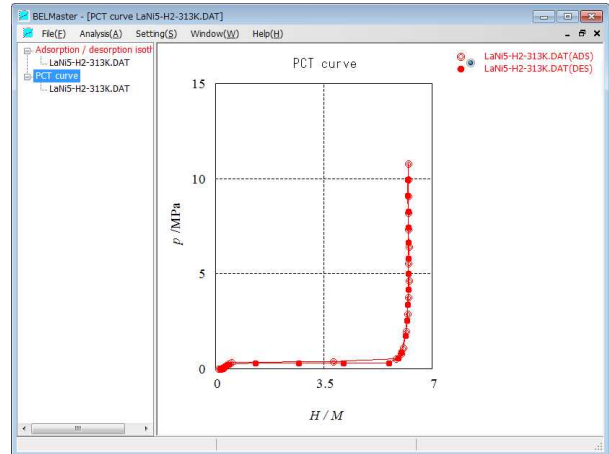 BELMaster - [PCT curve LaNi5-H2-313K.DAT]
File(F) Analysis(A) Setting(S) Window(W) Help(H)
Adsorption / desorption isoth
LaNi5-H2-313K.DAT
PCT curve
LaNi5-H2-313K.DAT
PCT curve
LaNi5-H2-313K.DAT(ADS)
LaNi5-H2-313K.DAT(DES)
15
10
p /MPa
5
0
0 3.5 7
H / M